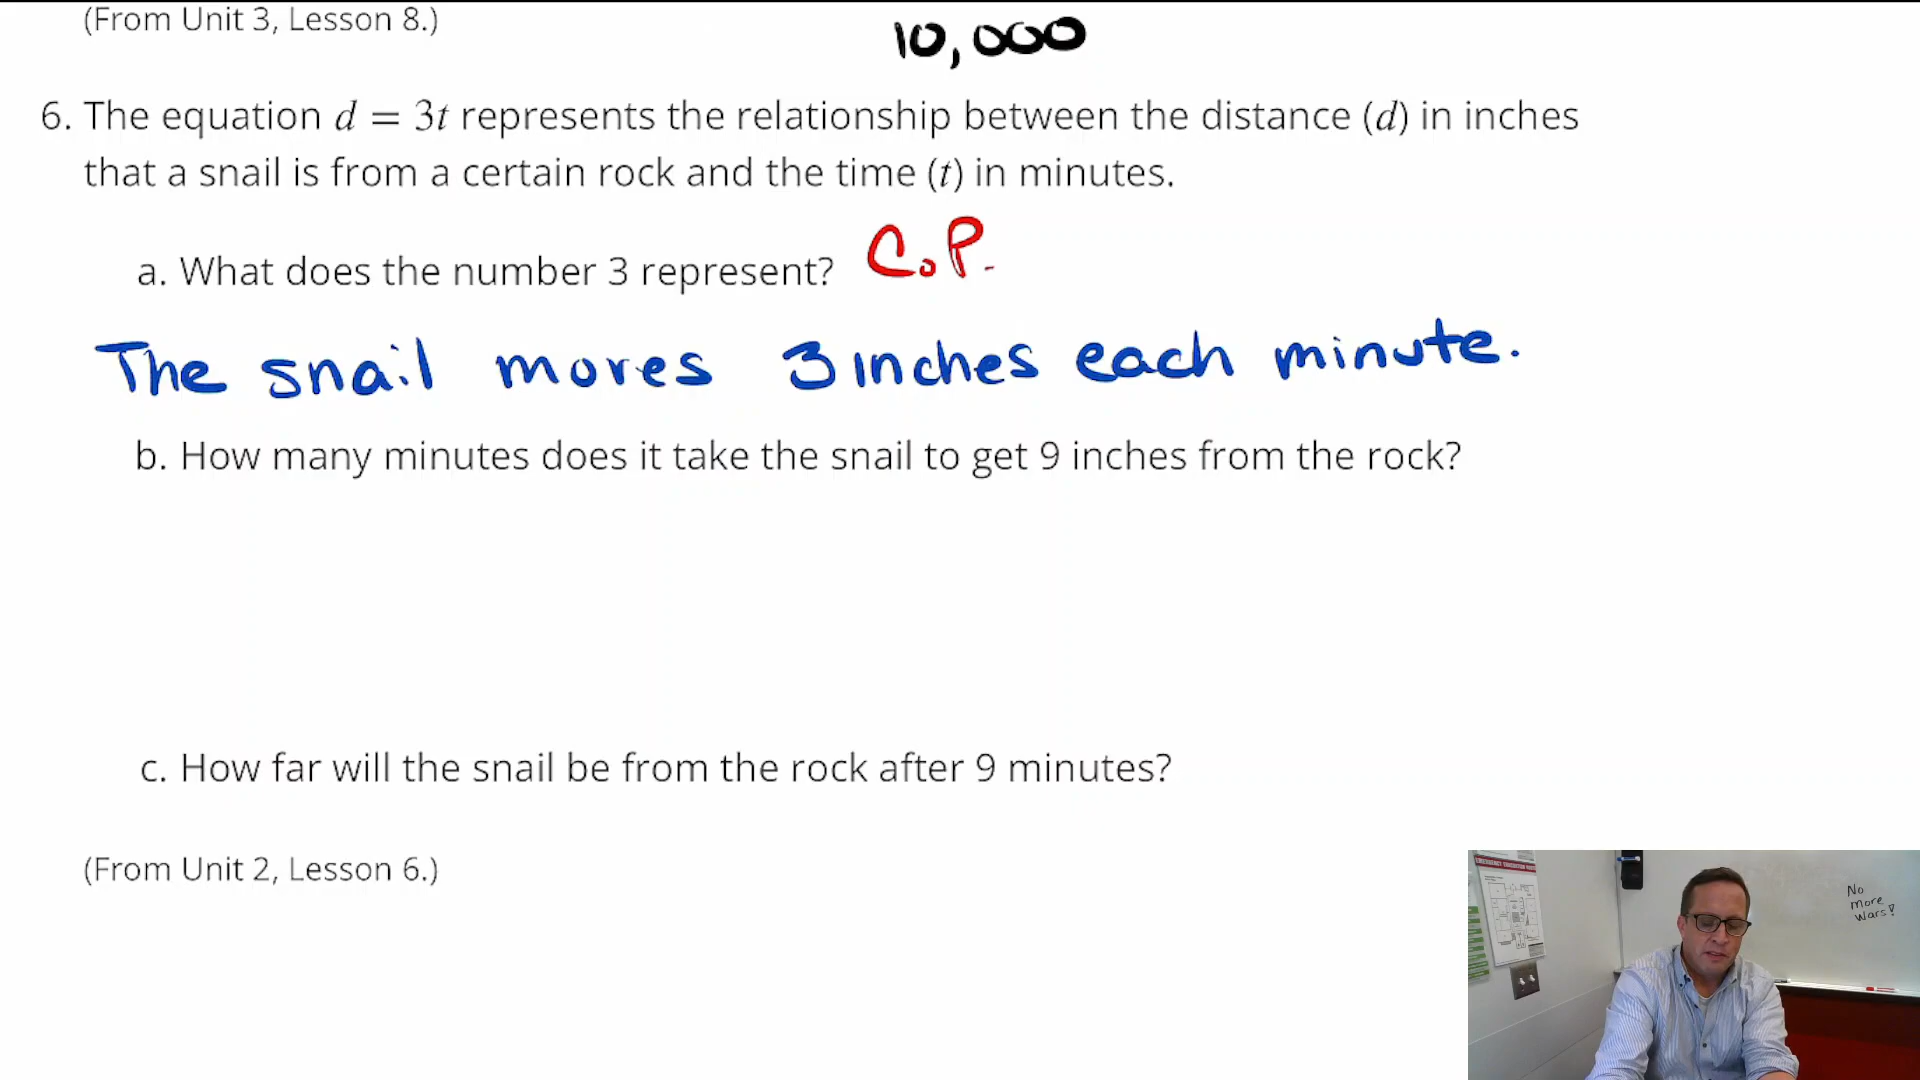 (From Unit 3, Lesson 8.)
10,000
6. The equation d = 3t represents the relationship between the distance (d) in inches
that a snail is from a certain rock and the time (t) in minutes.
a. What does the number 3 represent? C.o.P.
The snail moves 3 inches each minute.
b. How many minutes does it take the snail to get 9 inches from the rock?
c. How far will the snail be from the rock after 9 minutes?
(From Unit 2, Lesson 6.)
No
more
wars!